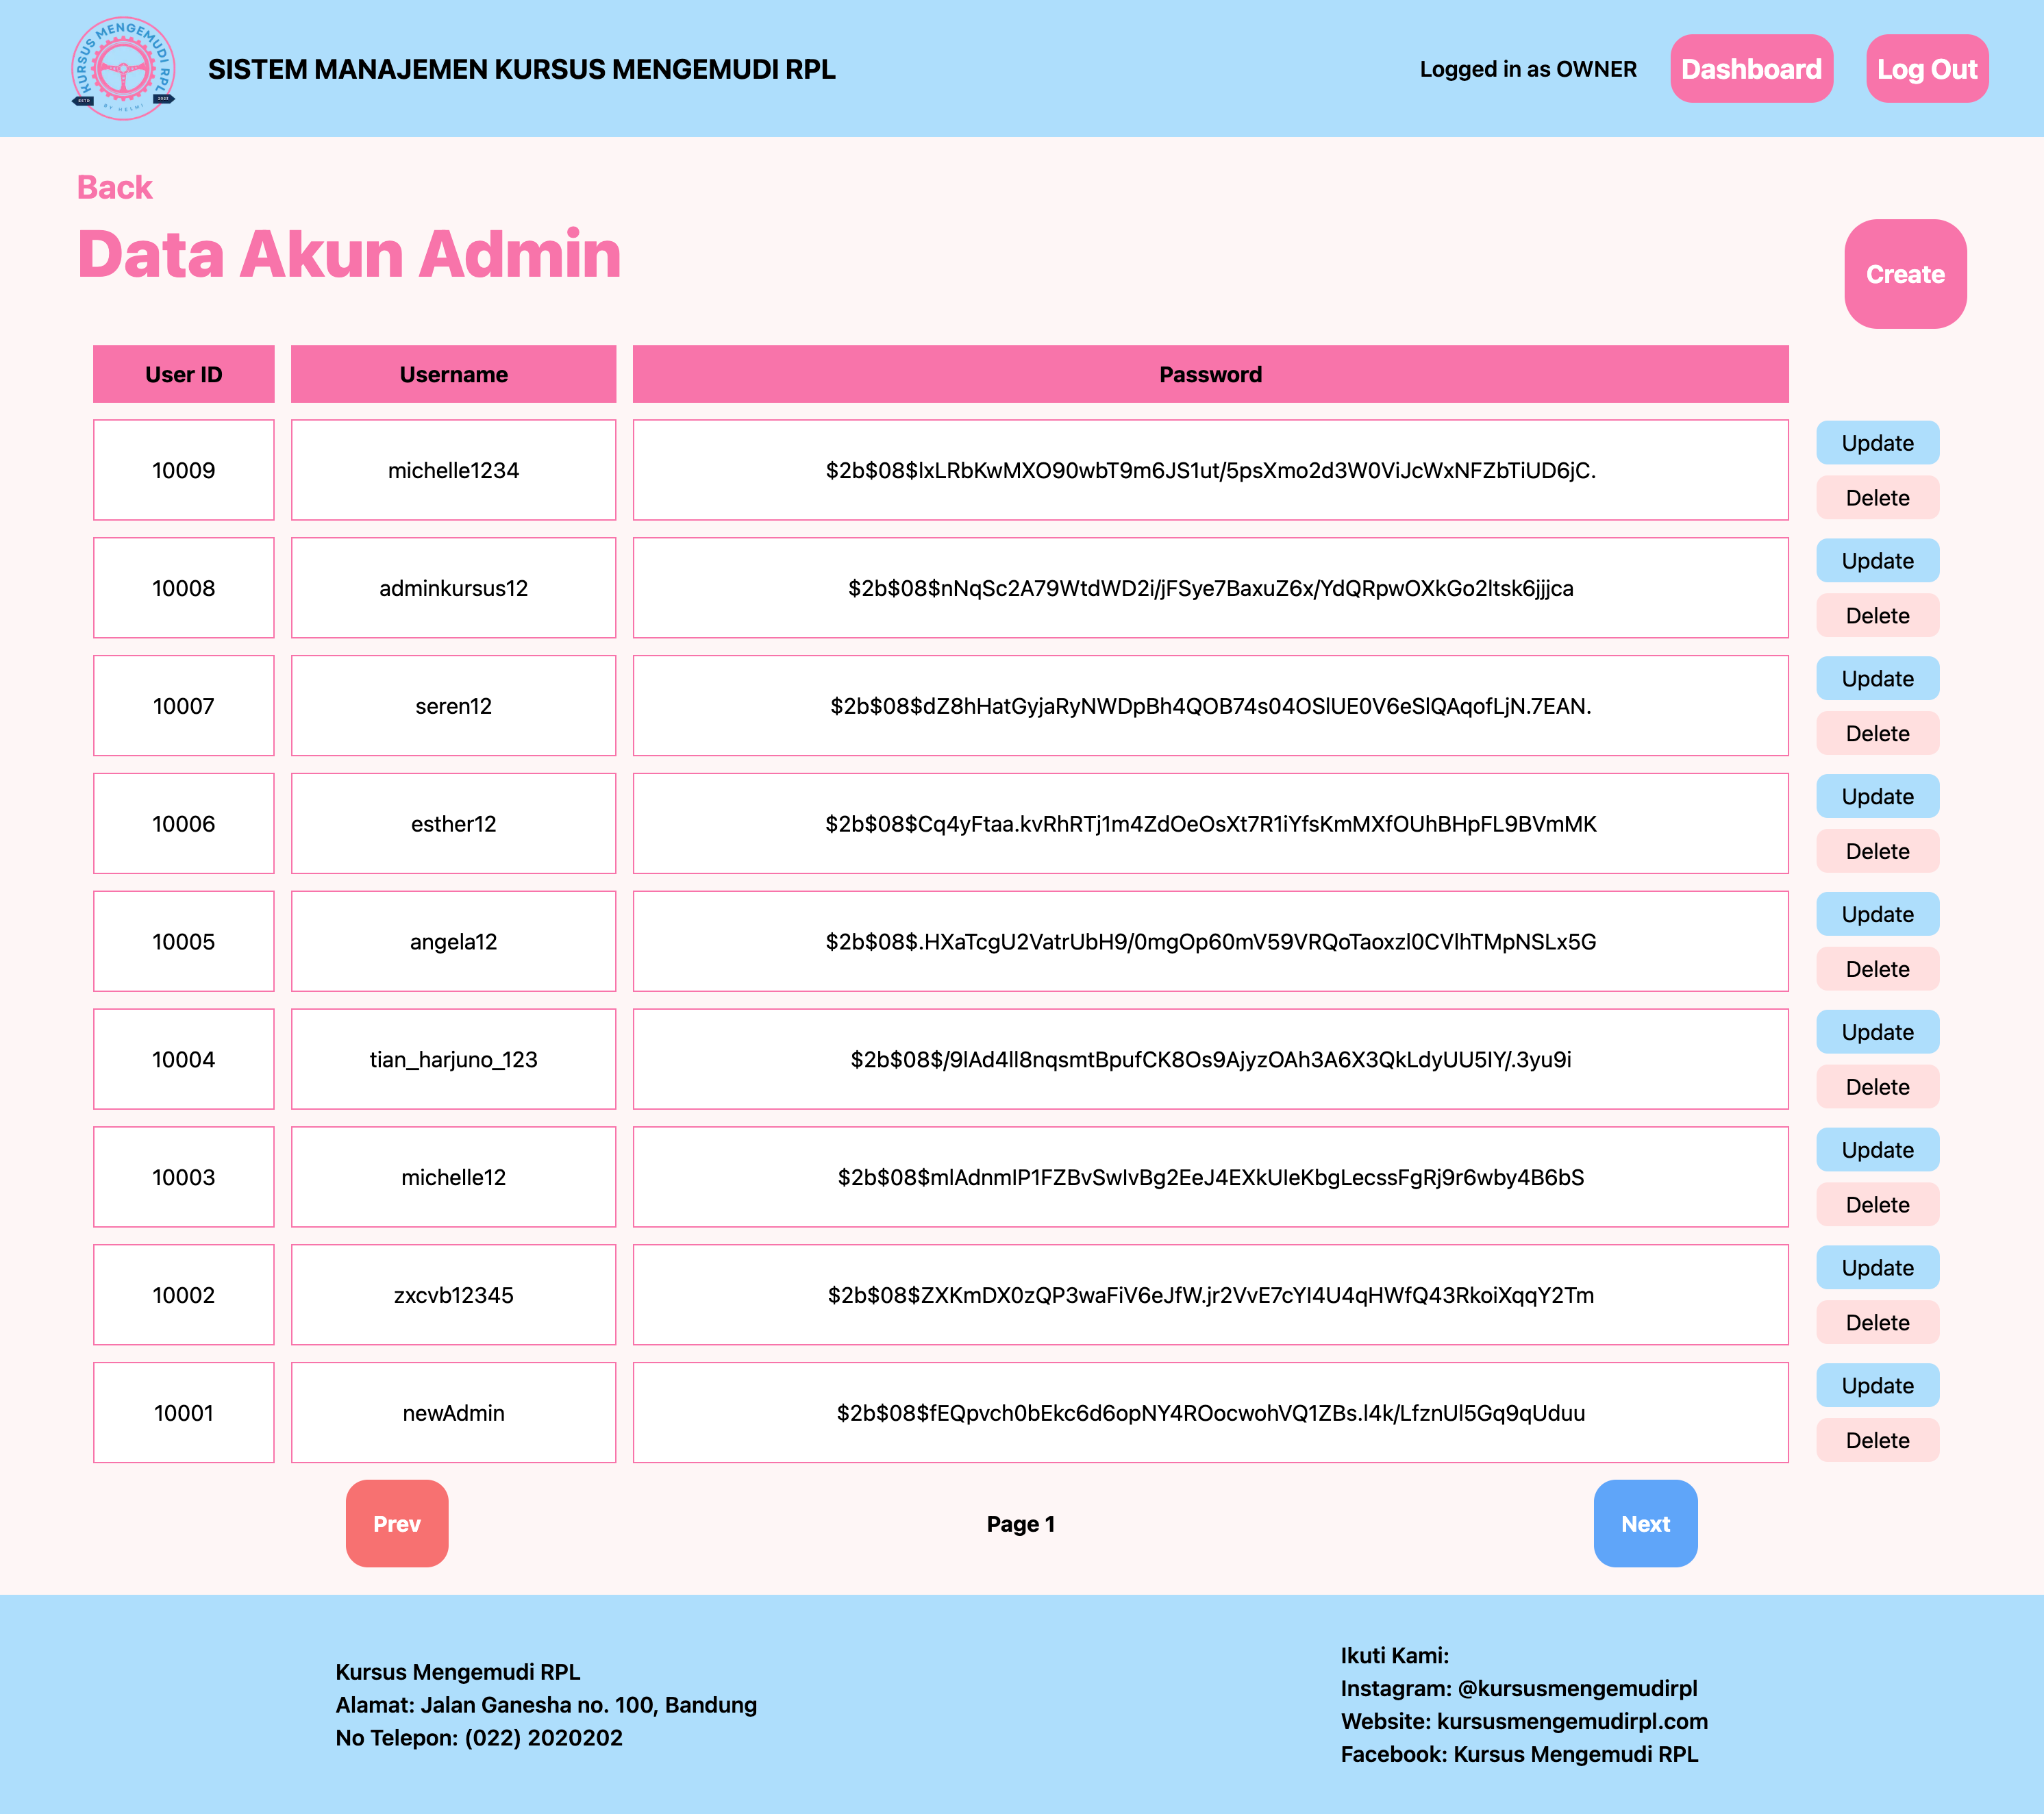 KURSUS MENGEMUDI RPL
BY HELMI
SISTEM MANAJEMEN KURSUS MENGEMUDI RPL
Logged in as OWNER
Dashboard
Log Out
Back
Data Akun Admin
Create
User ID Username Password
10009 michelle1234 $2b$08$lxLRbKwMXO90wbT9m6JS1ut/5psXmo2d3W0ViJcWxNFZbTiUD6jC.
Update
Delete
10008 adminkursus12 $2b$08$nNqSc2A79WtdWD2i/jFSye7BaxuZ6x/YdQRpwOXkGo2ltsk6jjjca
Update
Delete
10007 seren12 $2b$08$dZ8hHatGyjaRyNWDpBh4QOB74s04OSlUE0V6eSlQAqofLjN.7EAN.
Update
Delete
10006 esther12 $2b$08$Cq4yFtaa.kvRhRTj1m4ZdOeOsXt7R1iYfsKmMXfOUhBHpFL9BVmMK
Update
Delete
10005 angela12 $2b$08$.HXaTcgU2VatrUbH9/0mgOp60mV59VRQoTaoxzl0CVlhTMpNSLx5G
Update
Delete
10004 tian_harjuno_123 $2b$08$/9lAd4ll8nqsmtBpufCK8Os9AjyzOAh3A6X3QkLdyUU5IY/.3yu9i
Update
Delete
10003 michelle12 $2b$08$mlAdnmIP1FZBvSwIvBg2EeJ4EXkUIeKbgLecssFgRj9r6wby4B6bS
Update
Delete
10002 zxcvb12345 $2b$08$ZXKmDX0zQP3waFiV6eJfW.jr2VvE7cYI4U4qHWfQ43RkoiXqqY2Tm
Update
Delete
10001 newAdmin $2b$08$fEQpvch0bEkc6d6opNY4ROocwohVQ1ZBs.l4k/LfznUl5Gq9qUduu
Update
Delete
Prev
Page 1
Next
Kursus Mengemudi RPL
Alamat: Jalan Ganesha no. 100, Bandung
No Telepon: (022) 2020202
Ikuti Kami:
Instagram: @kursusmengemudirpl
Website: kursusmengemudirpl.com
Facebook: Kursus Mengemudi RPL